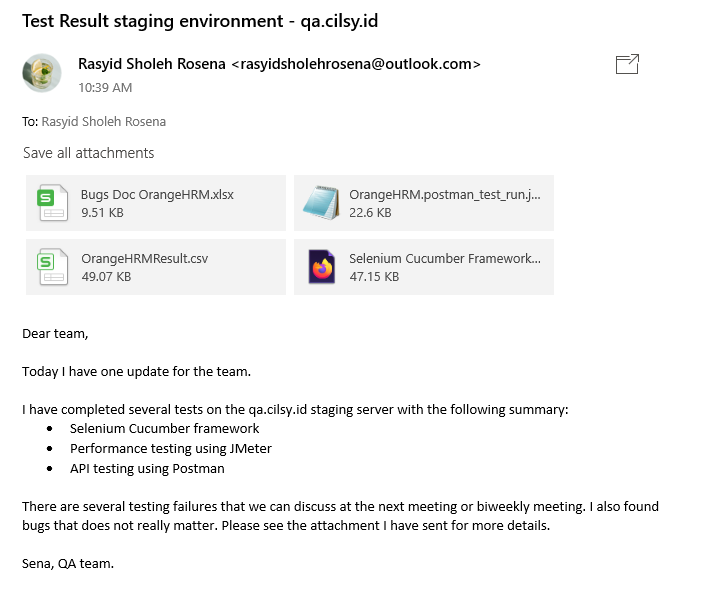 Test Result staging environment - qa.cilsy.id
Rasyid Sholeh Rosena <rasyidsholehrosena@outlook.com>
10:39 AM
To: Rasyid Sholeh Rosena
Save all attachments
Bugs Doc OrangeHRM.xlsx
9.51 KB
OrangeHRM.postman_test_run.j...
22.6 KB
OrangeHRMResult.csv
49.07 KB
Selenium Cucumber Framework...
47.15 KB
Dear team,
Today I have one update for the team.
I have completed several tests on the qa.cilsy.id staging server with the following summary:
• Selenium Cucumber framework
• Performance testing using JMeter
• API testing using Postman
There are several testing failures that we can discuss at the next meeting or biweekly meeting. I also found
bugs that does not really matter. Please see the attachment I have sent for more details.
Sena, QA team.